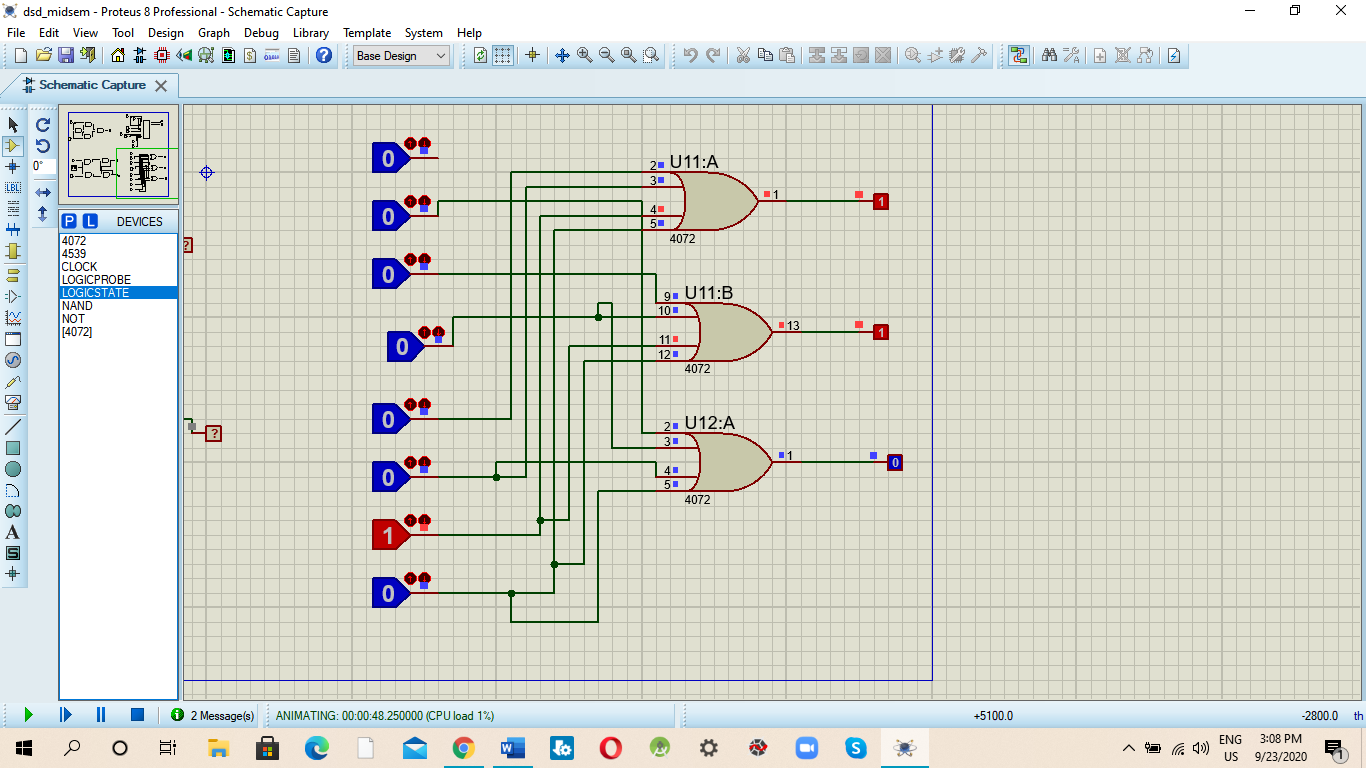 dsd_midsem - Proteus 8 Professional - Schematic Capture
File Edit View Tool Design Graph Debug Library Template System Help
Base Design
Schematic Capture
0°
LBL
P L DEVICES
4072
4539
CLOCK
LOGICPROBE
LOGICSTATE
NAND
NOT
[4072]
A
S
?
?
0
0
0
0
0
0
1
0
U11:A
2
3
4
5
1
4072
1
U11:B
9
10
11
12
13
4072
1
U12:A
2
3
4
5
1
4072
0
2 Message(s)
ANIMATING: 00:00:48.250000 (CPU load 1%)
+5100.0
-2800.0
th
ENG
US
3:08 PM
9/23/2020
1